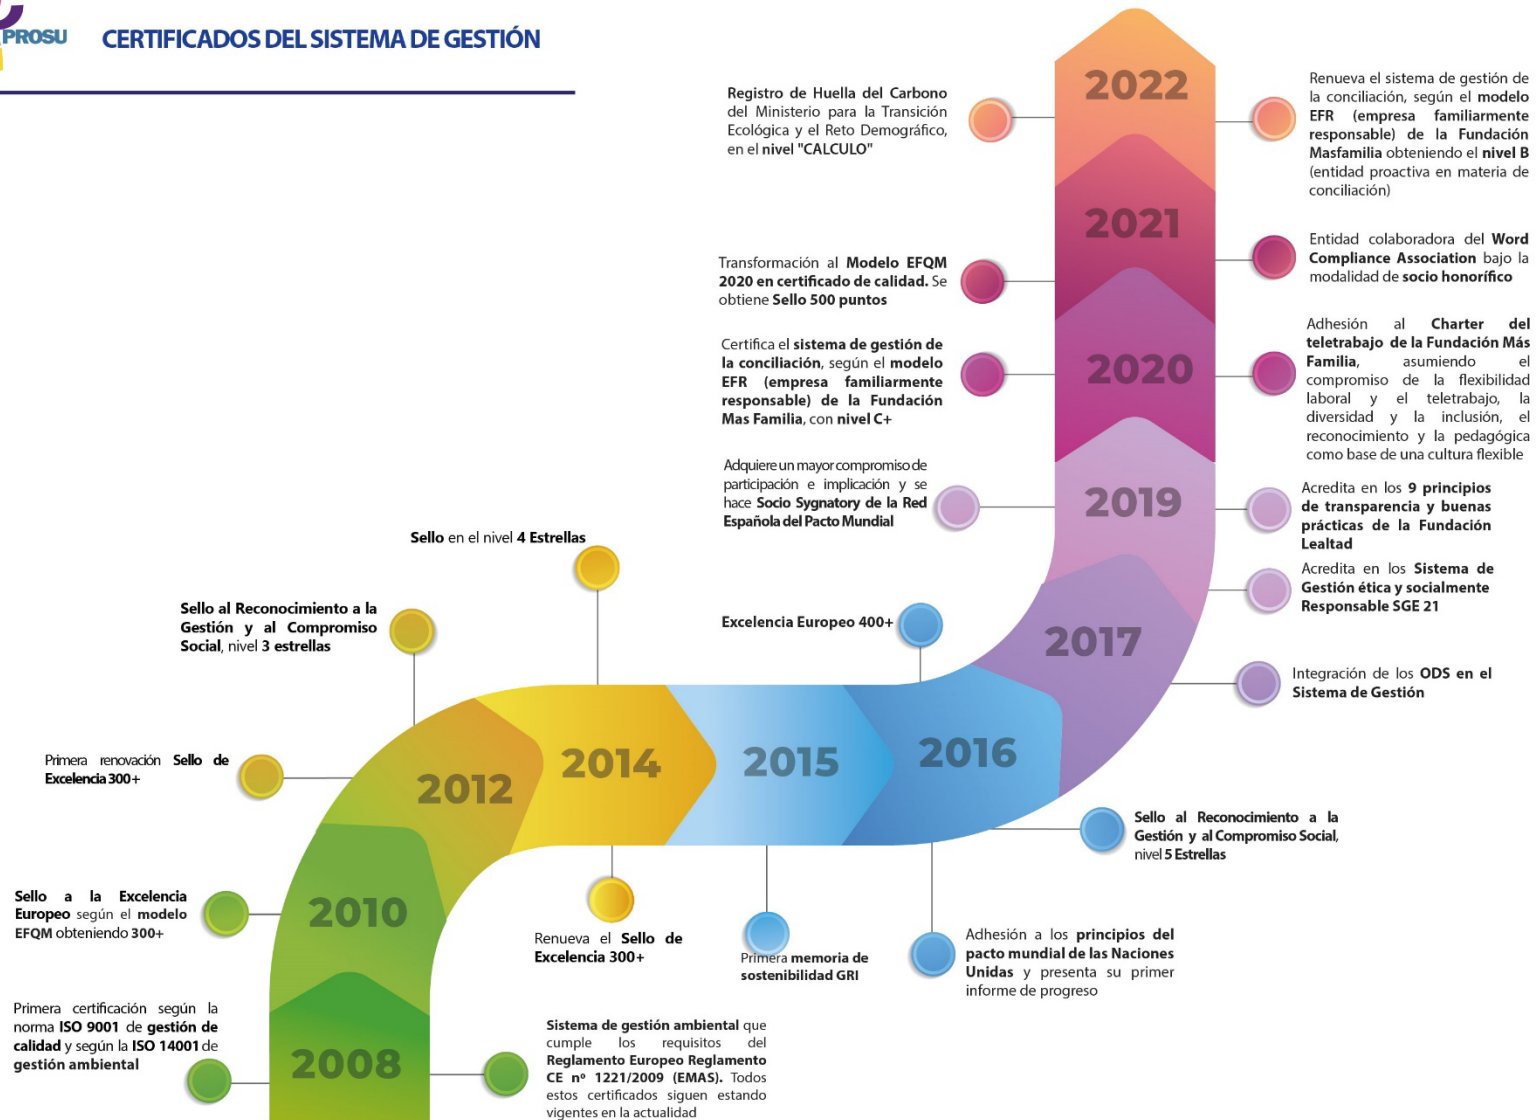 PROSU
CERTIFICADOS DEL SISTEMA DE GESTIÓN
2022
Registro de Huella del Carbono
del Ministerio para la Transición
Ecológica y el Reto Demográfico,
en el nivel "CALCULO"
Renueva el sistema de gestión de
la conciliación, según el modelo
EFR (empresa familiarmente
responsable) de la Fundación
Masfamilia obteniendo el nivel B
(entidad proactiva en materia de
conciliación)
2021
Transformación al Modelo EFQM
2020 en certificado de calidad. Se
obtiene Sello 500 puntos
Entidad colaboradora del Word
Compliance Association bajo la
modalidad de socio honorífico
2020
Certifica el sistema de gestión de
la conciliación, según el modelo
EFR (empresa familiarmente
responsable) de la Fundación
Mas Familia, con nivel C+
Adhesión al Charter del
teletrabajo de la Fundación Más
Familia, asumiendo el
compromiso de la flexibilidad
laboral y el teletrabajo, la
diversidad y la inclusión, el
reconocimiento y la pedagógica
como base de una cultura flexible
2019
Adquiere un mayor compromiso de
participación e implicación y se
hace Socio Sygnatory de la Red
Española del Pacto Mundial
Acredita en los 9 principios
de transparencia y buenas
prácticas de la Fundación
Lealtad
Acredita en los Sistema de
Gestión ética y socialmente
Responsable SGE 21
2017
Integración de los ODS en el
Sistema de Gestión
2016
Excelencia Europeo 400+
Sello al Reconocimiento a la
Gestión y al Compromiso Social,
nivel 5 Estrellas
Adhesión a los principios del
pacto mundial de las Naciones
Unidas y presenta su primer
informe de progreso
2015
Primera memoria de
sostenibilidad GRI
2014
Sello en el nivel 4 Estrellas
Renueva el Sello de
Excelencia 300+
2012
Sello al Reconocimiento a la
Gestión y al Compromiso
Social, nivel 3 estrellas
Primera renovación Sello de
Excelencia 300+
2010
Sello a la Excelencia
Europeo según el modelo
EFQM obteniendo 300+
2008
Primera certificación según la
norma ISO 9001 de gestión de
calidad y según la ISO 14001 de
gestión ambiental
Sistema de gestión ambiental que
cumple los requisitos del
Reglamento Europeo Reglamento
CE nº 1221/2009 (EMAS). Todos
estos certificados siguen estando
vigentes en la actualidad